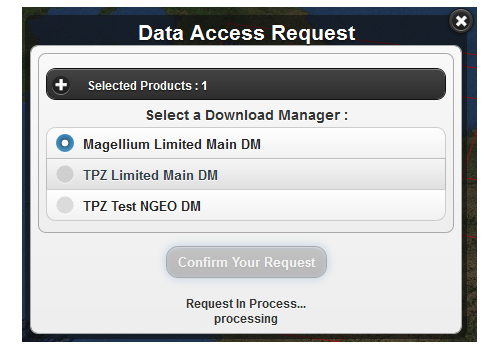 Data Access Request
Selected Products : 1
Select a Download Manager :
Magellium Limited Main DM
TPZ Limited Main DM
TPZ Test NGEO DM
Confirm Your Request
Request In Process...
processing